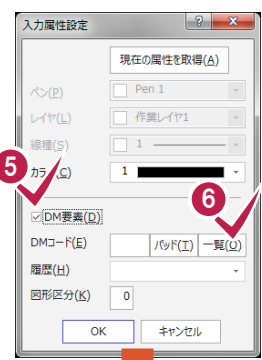 入力属性設定
現在の属性を取得(A)
ペン(P) Pen 1
レイヤ(L) 作業レイヤ1
線種(S) 1
5
カラ (C) 1
6
DM要素(D)
DMコード(E) パッド(T) 一覧(O)
履歴(H)
図形区分(K) 0
OK キャンセル